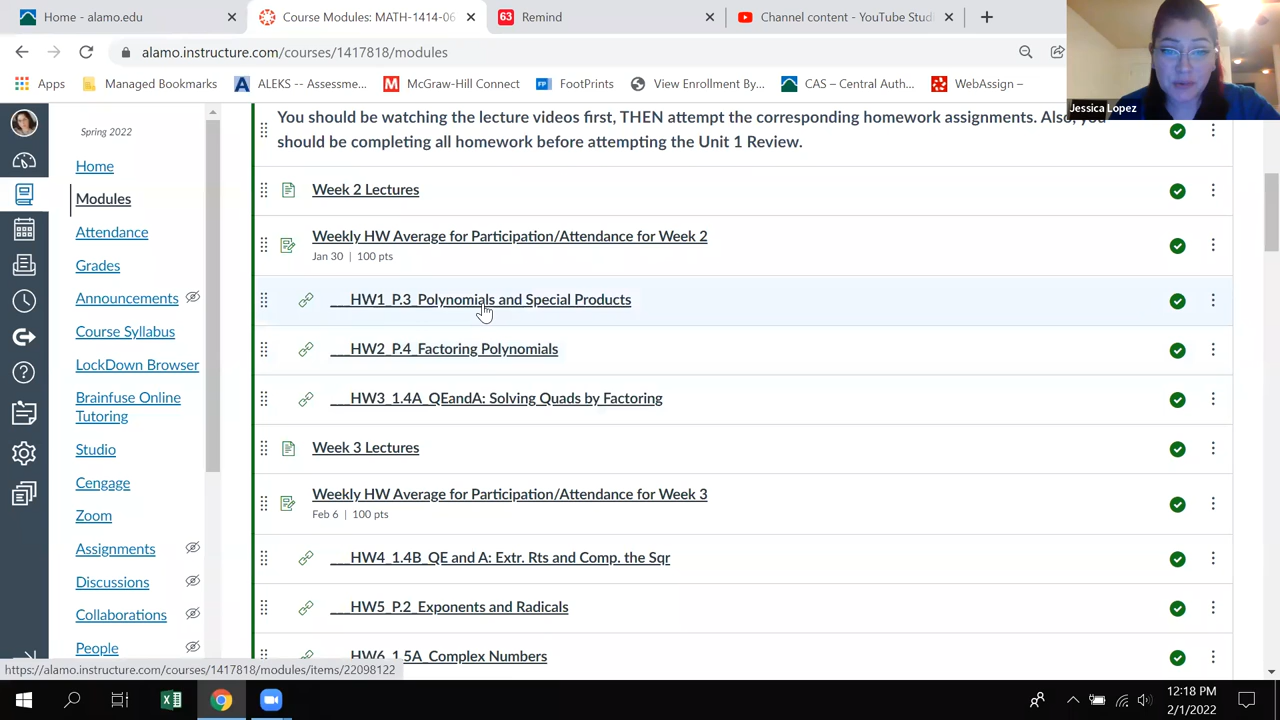 Home - alamo.edu
Course Modules: MATH-1414-06
63 Remind
Channel content - YouTube Studi
alamo.instructure.com/courses/1417818/modules
Apps
Managed Bookmarks
ALEKS -- Assessme...
McGraw-Hill Connect
FP FootPrints
View Enrollment By...
CAS – Central Auth...
WebAssign –
Jessica Lopez
Spring 2022
Home
Modules
Attendance
Grades
Announcements
Course Syllabus
LockDown Browser
Brainfuse Online
Tutoring
Studio
Cengage
Zoom
Assignments
Discussions
Collaborations
People
You should be watching the lecture videos first, THEN attempt the corresponding homework assignments. Also, you
should be completing all homework before attempting the Unit 1 Review.
Week 2 Lectures
Weekly HW Average for Participation/Attendance for Week 2
Jan 30 | 100 pts
___HW1_P.3_Polynomials and Special Products
___HW2_P.4_Factoring Polynomials
___HW3_1.4A_QEandA: Solving Quads by Factoring
Week 3 Lectures
Weekly HW Average for Participation/Attendance for Week 3
Feb 6 | 100 pts
___HW4_1.4B_QE and A: Extr. Rts and Comp. the Sqr
___HW5_P.2_Exponents and Radicals
___HW6_1.5A_Complex Numbers
https://alamo.instructure.com/courses/1417818/modules/items/22098122
12:18 PM
2/1/2022